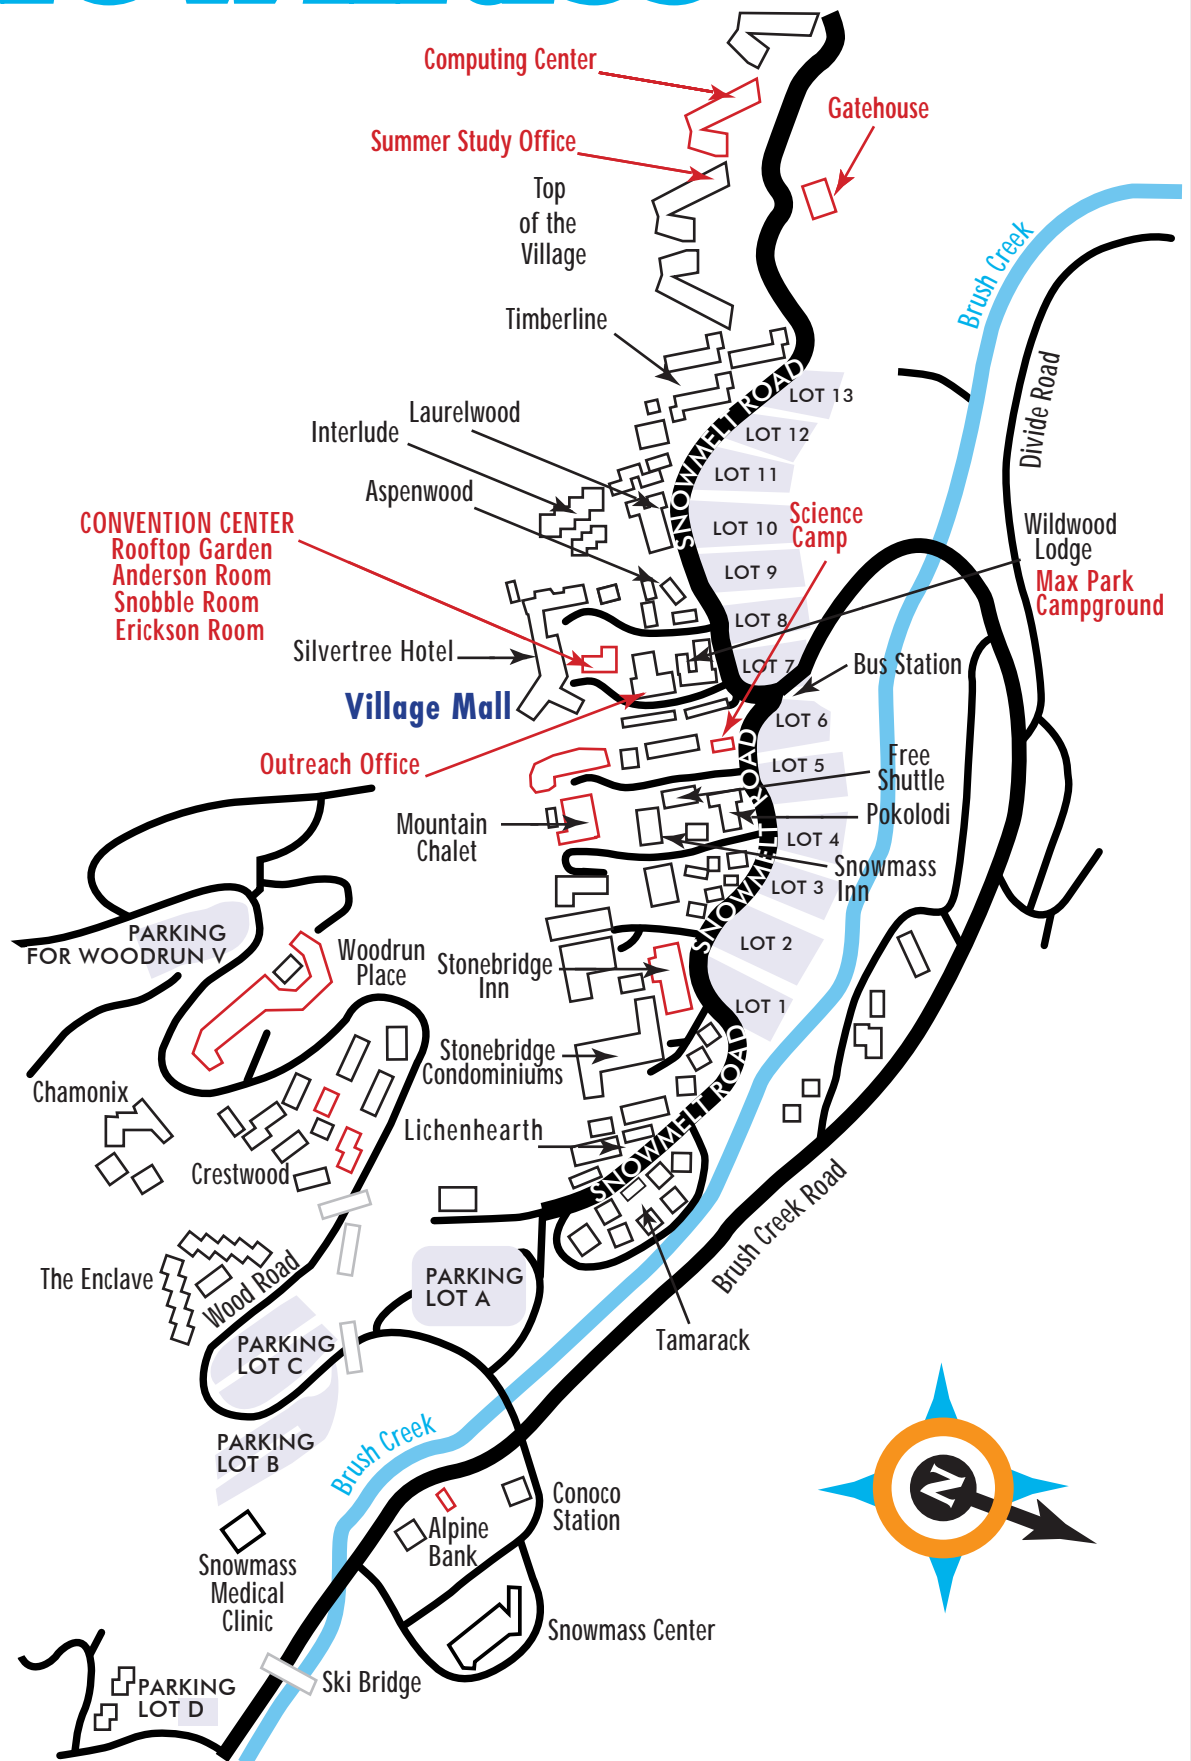 Computing Center
Gatehouse
Summer Study Office
Top
of the
Village
Brush Creek
Timberline
Divide Road
SNOWMELT ROAD
LOT 13
LOT 12
LOT 11
LOT 10
LOT 9
LOT 8
LOT 7
Laurelwood
Interlude
Aspenwood
CONVENTION CENTER
Rooftop Garden
Anderson Room
Snobble Room
Erickson Room
Science
Camp
Wildwood
Lodge
Max Park
Campground
Silvertree Hotel
Bus Station
Village Mall
LOT 6
Outreach Office
LOT 5
Free
Shuttle
SNOWMELT ROAD
Pokolodi
Mountain
Chalet
LOT 4
Snowmass
Inn
LOT 3
PARKING
FOR WOODRUN V
Woodrun
Place
Stonebridge
Inn
LOT 2
LOT 1
Stonebridge
Condominiums
Chamonix
Lichenhearth
SNOWMELT ROAD
Crestwood
Brush Creek Road
The Enclave
Wood Road
PARKING
LOT A
Tamarack
PARKING
LOT C
PARKING
LOT B
Brush Creek
N
Conoco
Station
Alpine
Bank
Snowmass
Medical
Clinic
Snowmass Center
Ski Bridge
PARKING
LOT D